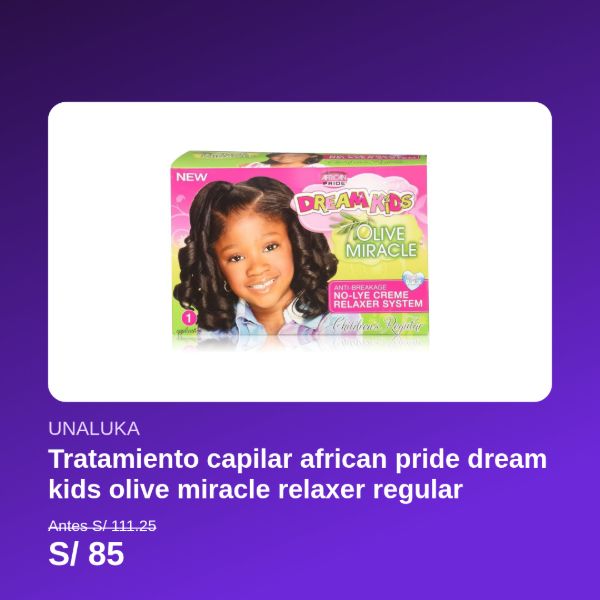 NEW
AFRICAN
PRIDE
DREAM KiDS
OLIVE
MIRACLE
ANTI-BREAKAGE
NO-LYE CREME
RELAXER SYSTEM
1
Children's Regular
UNALUKA
Tratamiento capilar african pride dream
kids olive miracle relaxer regular
Antes S/ 111.25
S/ 85